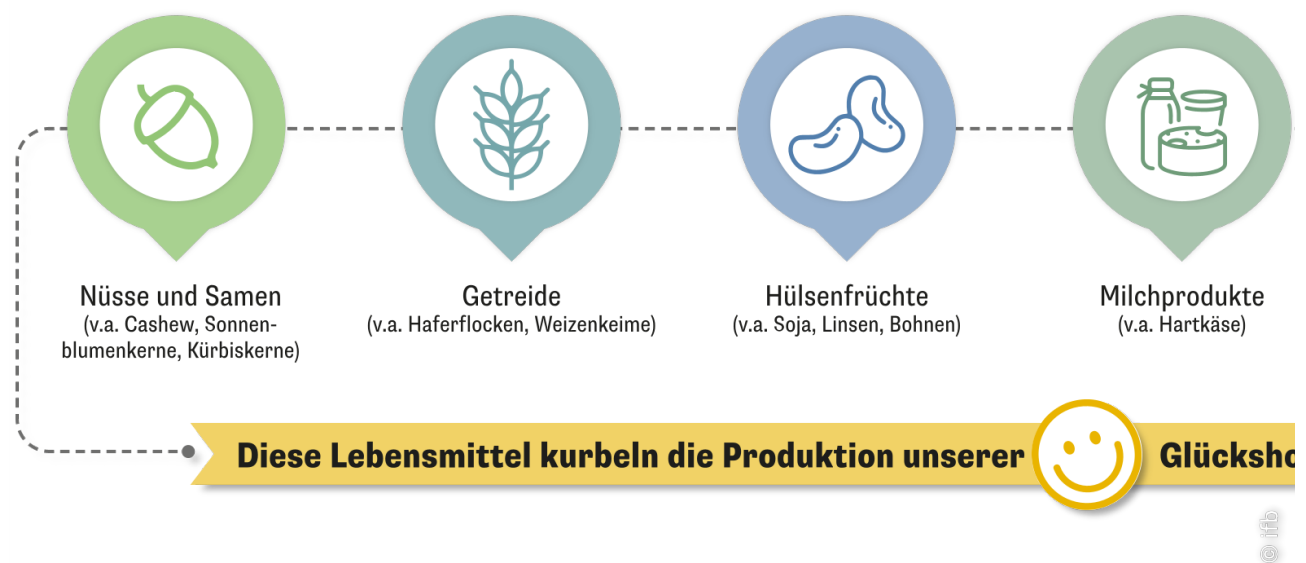 Nüsse und Samen
(v.a. Cashew, Sonnen-
blumenkerne, Kürbiskerne)
Getreide
(v.a. Haferflocken, Weizenkeime)
Hülsenfrüchte
(v.a. Soja, Linsen, Bohnen)
Milchprodukte
(v.a. Hartkäse)
Diese Lebensmittel kurbeln die Produktion unserer Glücksho
© ifb